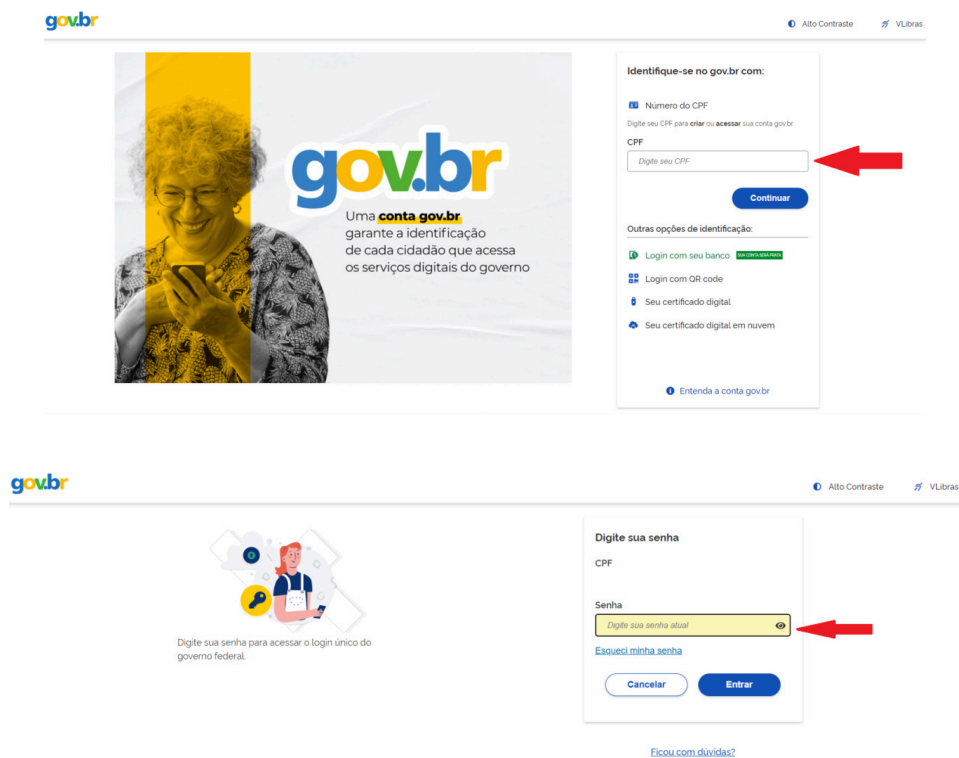 gov.br
Alto Contraste
VLibras
gov.br
Uma conta gov.br
garante a identificação
de cada cidadão que acessa
os serviços digitais do governo
Identifique-se no gov.br com:
Número do CPF
Digite seu CPF para criar ou acessar sua conta gov.br
CPF
Digite seu CPF
Continuar
Outras opções de identificação:
Login com seu banco SUA CONTA SERÁ PRATA
Login com QR code
Seu certificado digital
Seu certificado digital em nuvem
Entenda a conta gov.br
gov.br
Alto Contraste
VLibras
Digite sua senha para acessar o login único do
governo federal.
Digite sua senha
CPF
Senha
Digite sua senha atual
Esqueci minha senha
Cancelar
Entrar
Ficou com dúvidas?